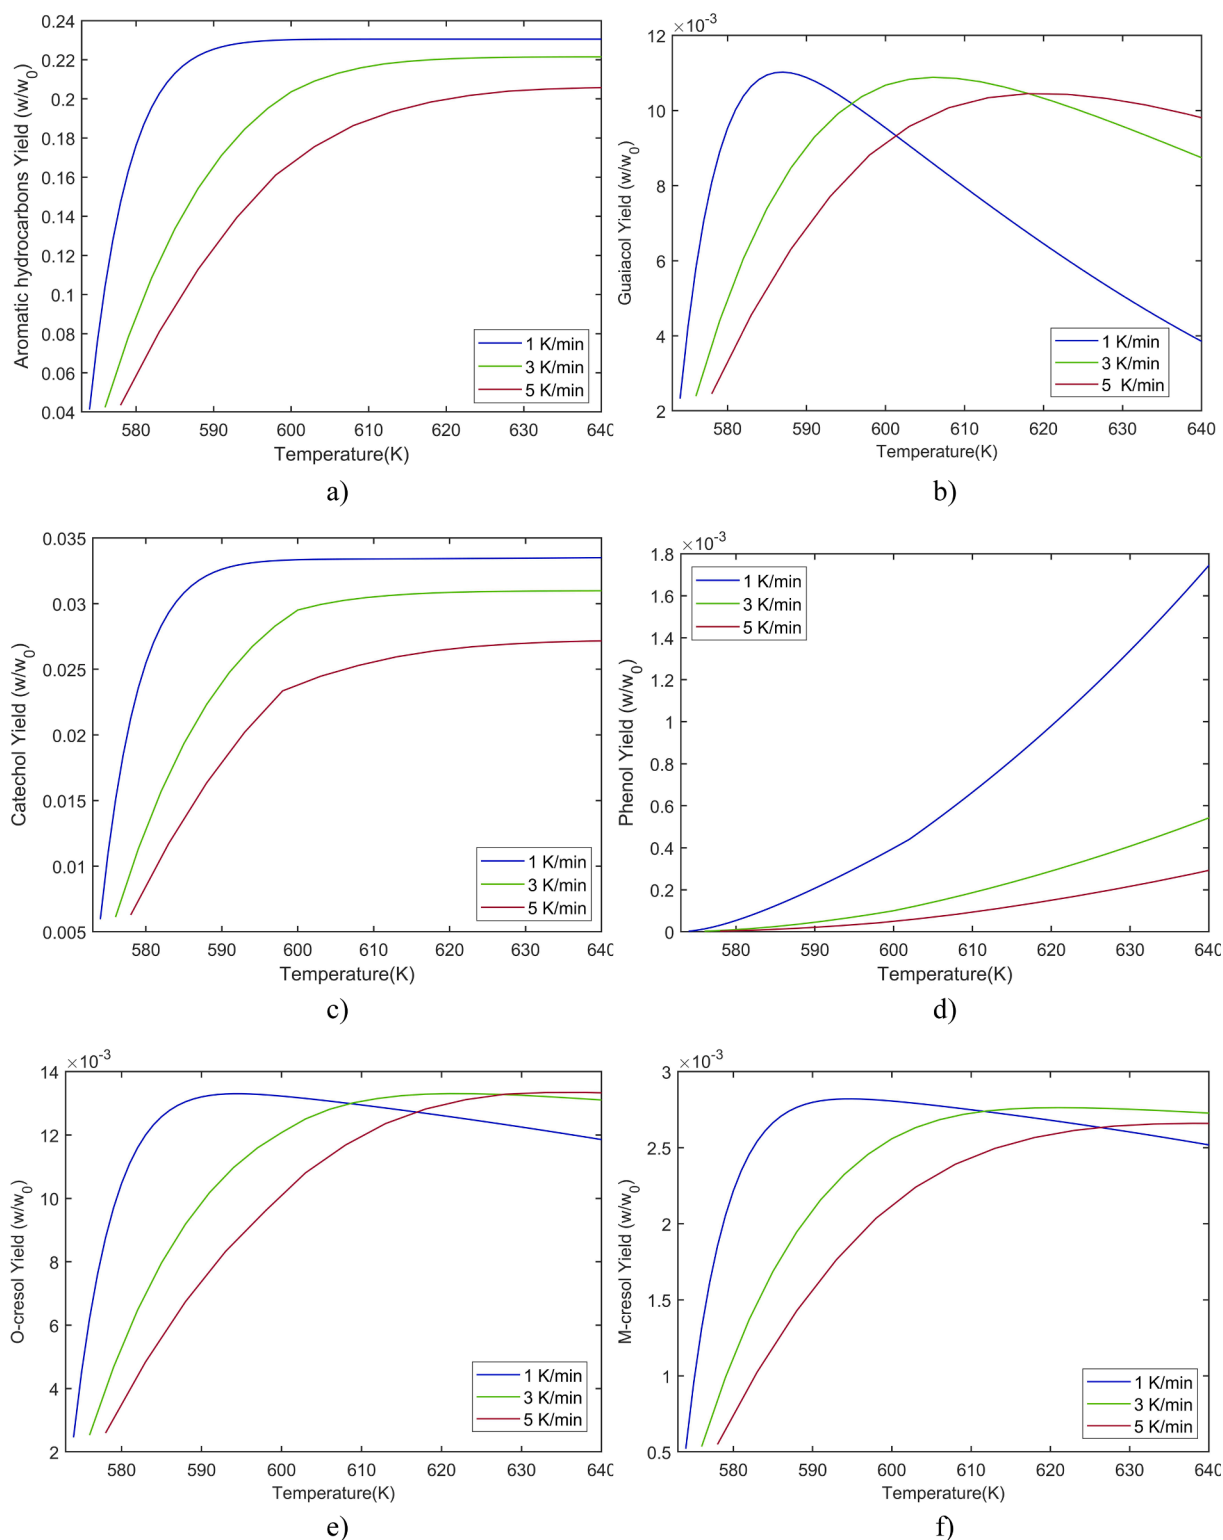 0.24
0.22
0.2
0.18
0.16
0.14
0.12
0.1
0.08
0.06
0.04
Aromatic hydrocarbons Yield (w/w0)
580 590 600 610 620 630 640
Temperature(K)
1 K/min
3 K/min
5 K/min
a)
×10-3
12
10
8
6
4
2
Guaiacol Yield (w/w0)
580 590 600 610 620 630 640
Temperature(K)
1 K/min
3 K/min
5 K/min
b)
0.035
0.03
0.025
0.02
0.015
0.01
0.005
Catechol Yield (w/w0)
580 590 600 610 620 630 640
Temperature(K)
1 K/min
3 K/min
5 K/min
c)
×10-3
1.8
1.6
1.4
1.2
1
0.8
0.6
0.4
0.2
0
Phenol Yield (w/w0)
580 590 600 610 620 630 640
Temperature(K)
1 K/min
3 K/min
5 K/min
d)
×10-3
14
12
10
8
6
4
2
O-cresol Yield (w/w0)
580 590 600 610 620 630 640
Temperature(K)
1 K/min
3 K/min
5 K/min
e)
×10-3
3
2.5
2
1.5
1
0.5
M-cresol Yield (w/w0)
580 590 600 610 620 630 640
Temperature(K)
1 K/min
3 K/min
5 K/min
f)